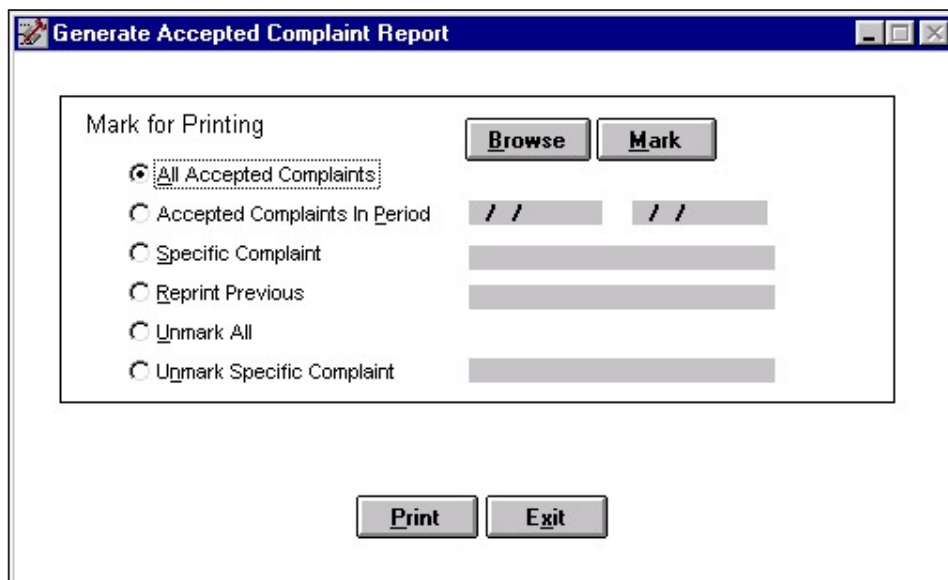 Generate Accepted Complaint Report
Mark for Printing
Browse Mark
All Accepted Complaints
Accepted Complaints In Period / / / /
Specific Complaint
Reprint Previous
Unmark All
Unmark Specific Complaint
Print Exit